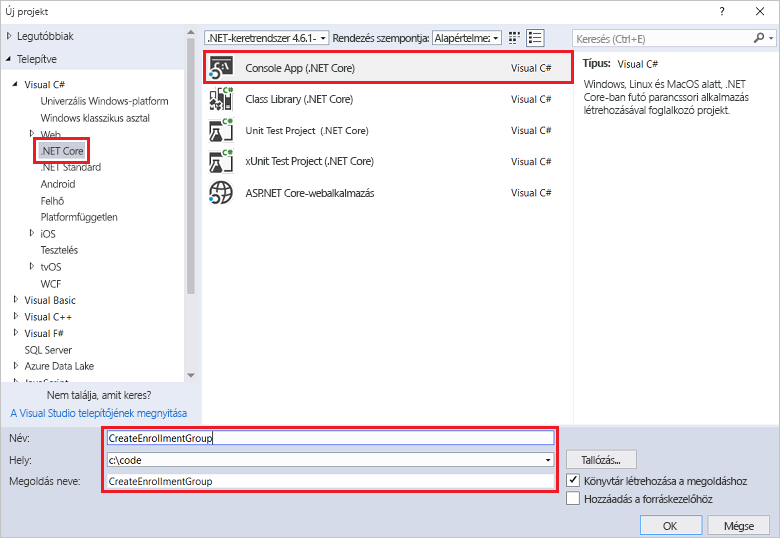 Új projekt
?
Legutóbbiak
Telepítve
Visual C#
Univerzális Windows-platform
Windows klasszikus asztal
Web
.NET Core
.NET Standard
Android
Felhő
Platformfüggetlen
iOS
Tesztelés
tvOS
WCF
Visual Basic
Visual C++
Visual F#
SQL Server
Azure Data Lake
JavaScript
Nem találja, amit keres?
A Visual Studio telepítőjének megnyitása
.NET-keretrendszer 4.6.1- Rendezés szempontja: Alapértelmez
Console App (.NET Core) Visual C#
Class Library (.NET Core) Visual C#
Unit Test Project (.NET Core) Visual C#
xUnit Test Project (.NET Core) Visual C#
ASP.NET Core-webalkalmazás Visual C#
Keresés (Ctrl+E)
Típus: Visual C#
Windows, Linux és MacOS alatt, .NET
Core-ban futó parancssori alkalmazás
létrehozásával foglalkozó projekt.
Név: CreateEnrollmentGroup
Hely: c:\code
Megoldás neve: CreateEnrollmentGroup
Tallózás...
Könyvtár létrehozása a megoldáshoz
Hozzáadás a forráskezelőhöz
OK Mégse